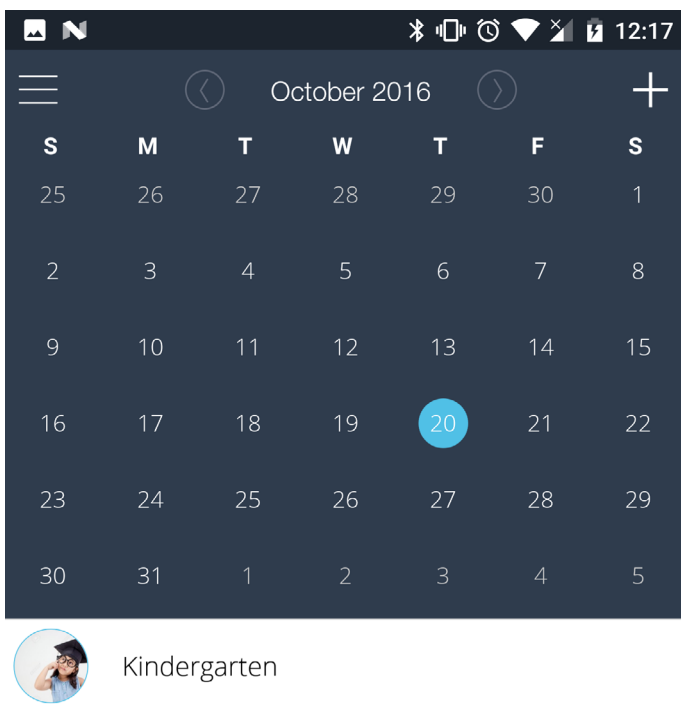 12:17
October 2016
S M T W T F S
25 26 27 28 29 30 1
2 3 4 5 6 7 8
9 10 11 12 13 14 15
16 17 18 19 20 21 22
23 24 25 26 27 28 29
30 31 1 2 3 4 5
Kindergarten